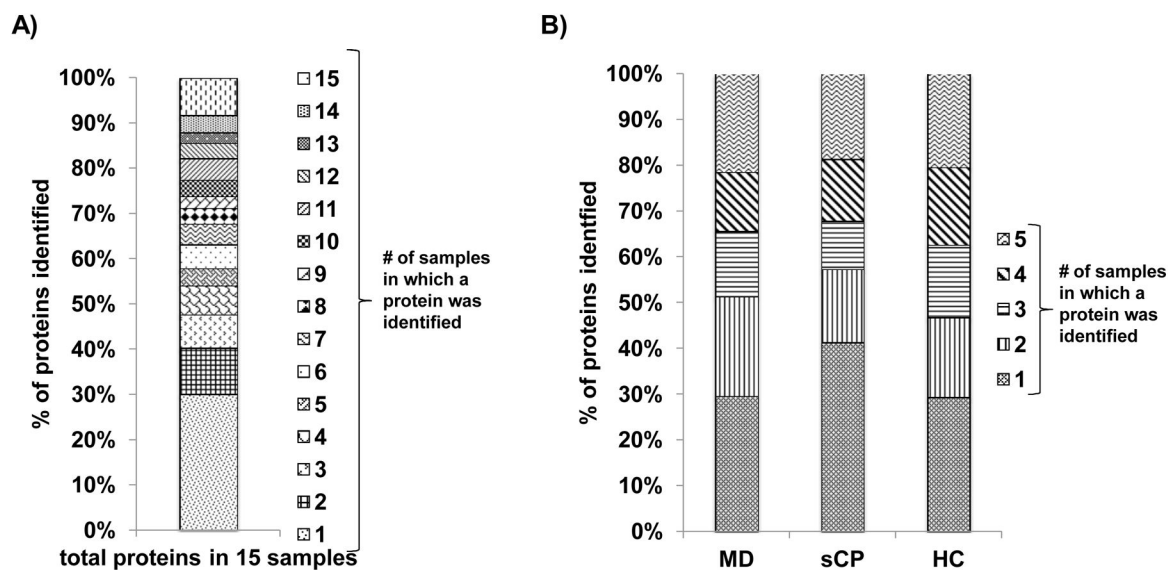 A)
% of proteins identified
100%
90%
80%
70%
60%
50%
40%
30%
20%
10%
0%
total proteins in 15 samples
15
14
13
12
11
10
9
8
7
6
5
4
3
2
1
# of samples
in which a
protein was
identified
B)
% of proteins identfied
100%
90%
80%
70%
60%
50%
40%
30%
20%
10%
0%
MD
sCP
HC
5
4
3
2
1
# of samples
in which a
protein was
identified